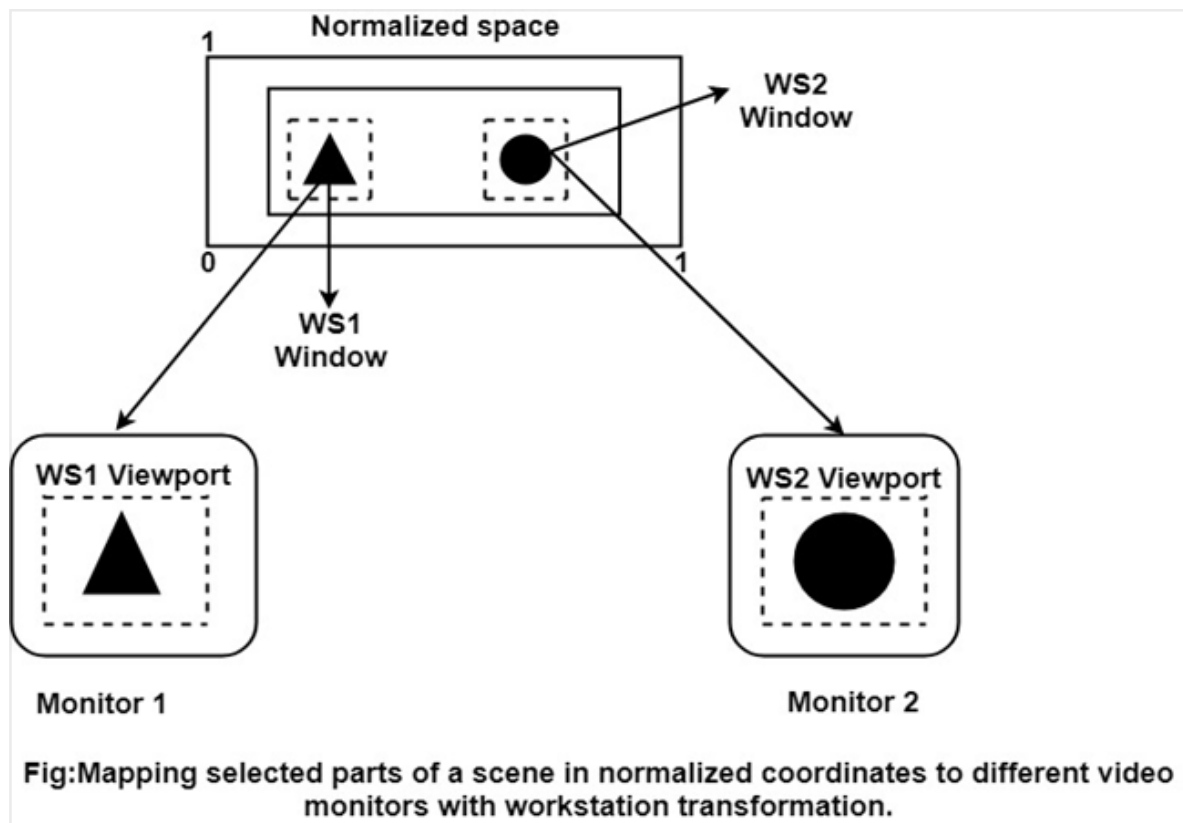 Normalized space
1
WS2
Window
0
1
WS1
Window
WS1 Viewport
WS2 Viewport
Monitor 1
Monitor 2
Fig:Mapping selected parts of a scene in normalized coordinates to different video
monitors with workstation transformation.